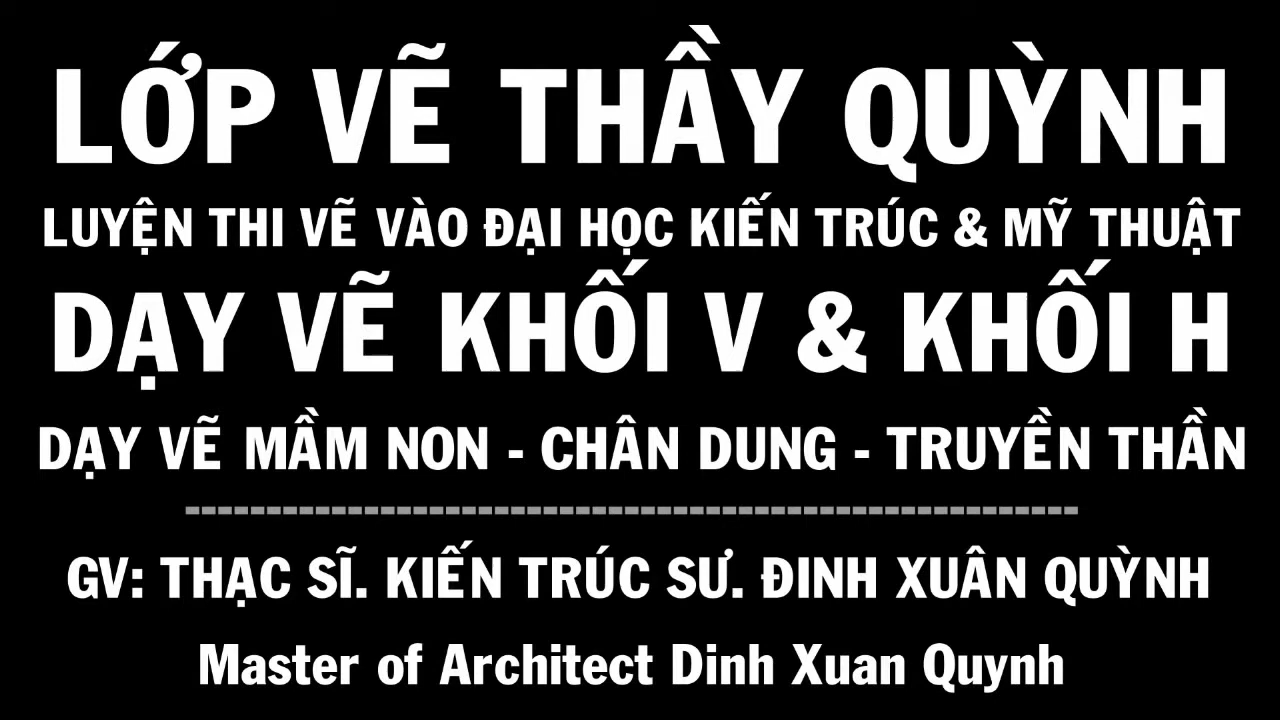 LỚP VẼ THẦY QUỲNH
LUYỆN THI VẼ VÀO ĐẠI HỌC KIẾN TRÚC & MỸ THUẬT
DẠY VẼ KHỐI V & KHỐI H
DẠY VẼ MẦM NON - CHÂN DUNG - TRUYỀN THẦN
-------------------------------------------------------
GV: THẠC SĨ. KIẾN TRÚC SƯ. ĐINH XUÂN QUỲNH
Master of Architect Dinh Xuan Quynh